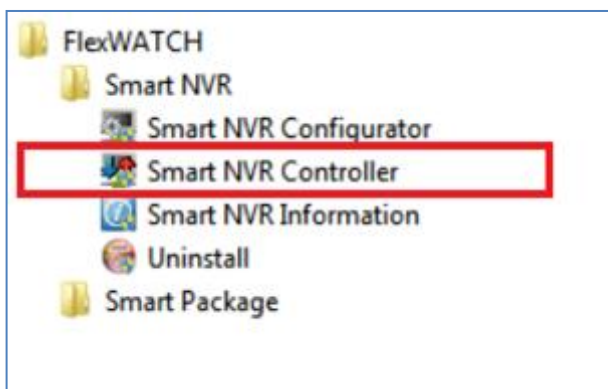 FlexWATCH
Smart NVR
Smart NVR Configurator
Smart NVR Controller
Smart NVR Information
Uninstall
Smart Package